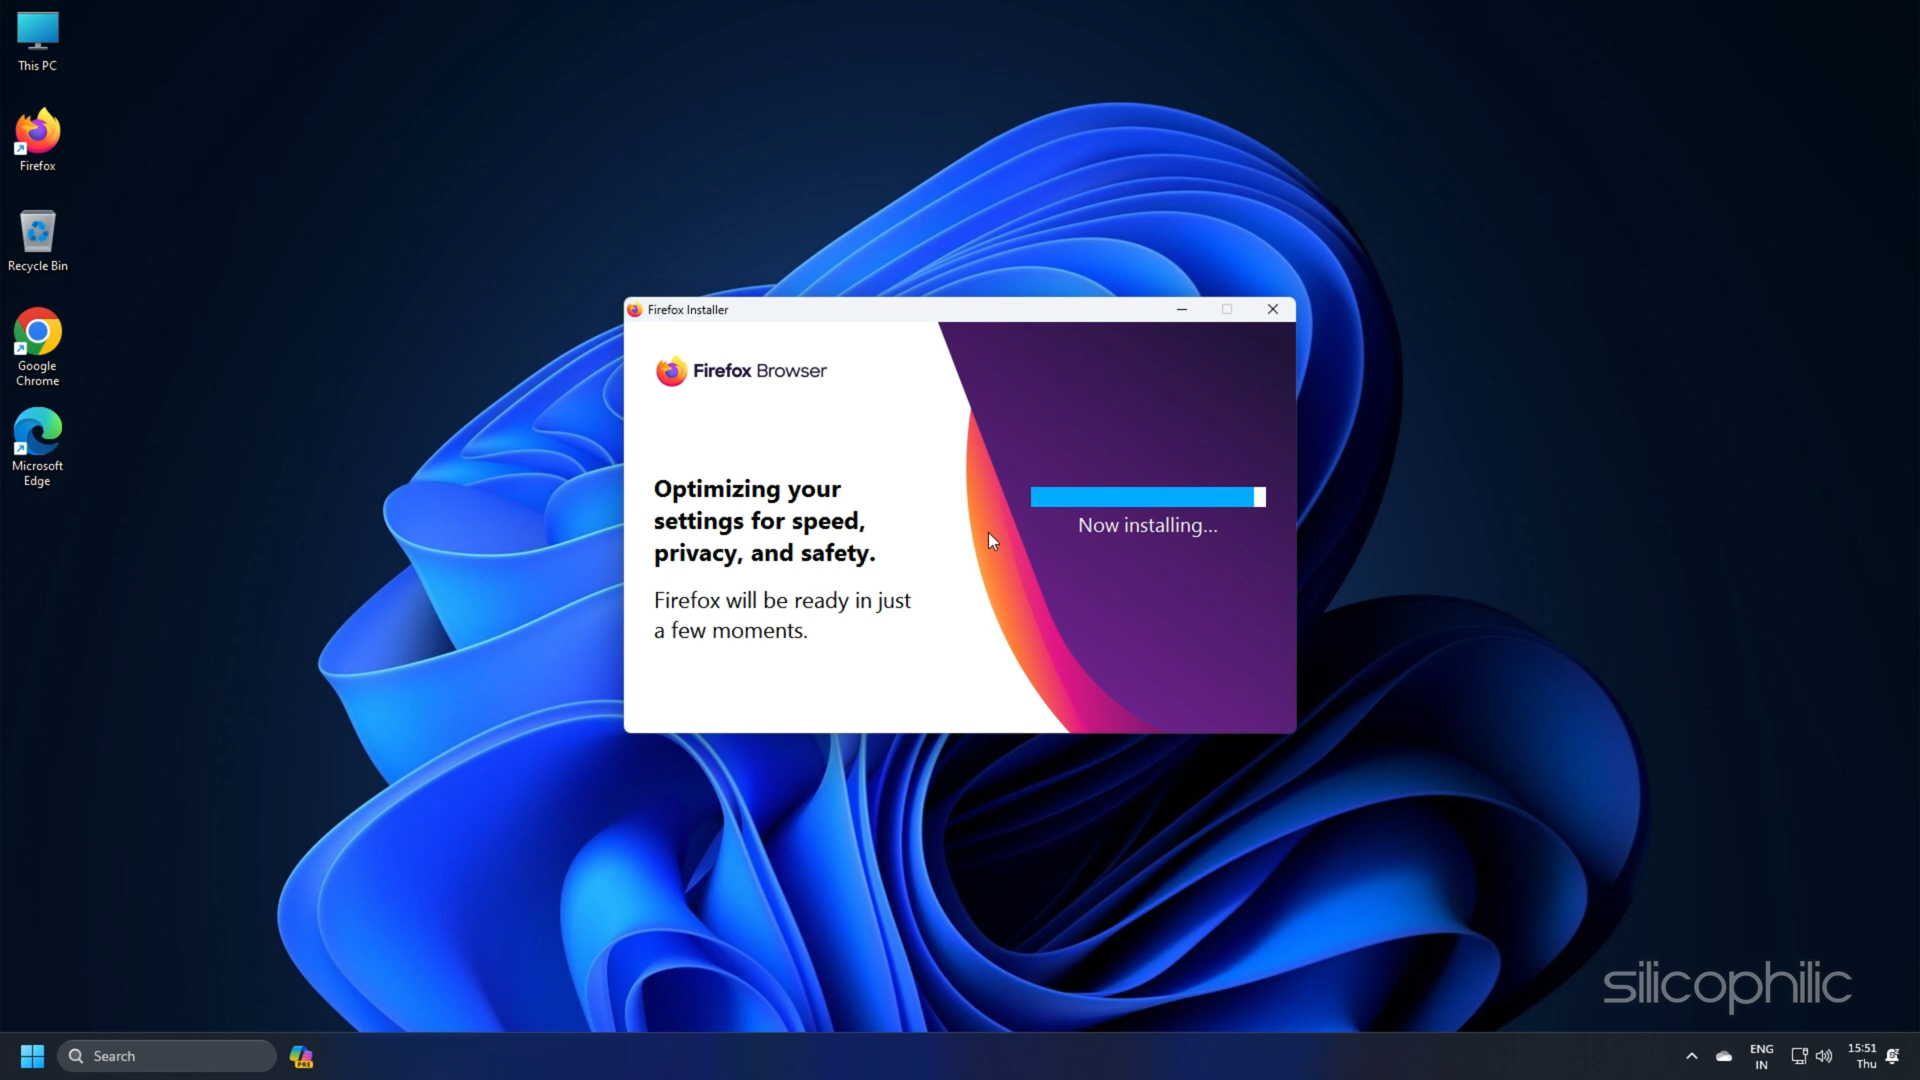 This PC
Firefox
Recycle Bin
Google
Chrome
Microsoft
Edge
Firefox Installer
Firefox Browser
Optimizing your
settings for speed,
privacy, and safety.
Firefox will be ready in just
a few moments.
Now installing...
silicophilic
Search
PRE
ENG
IN
15:51
Thu